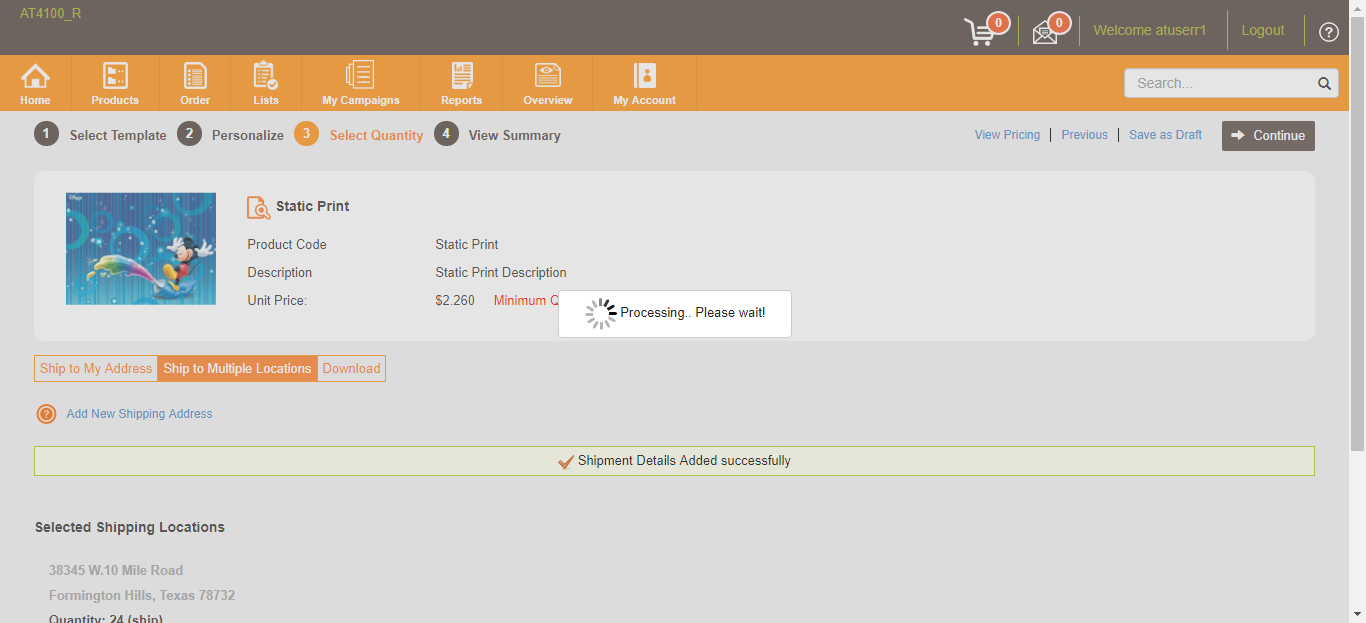 AT4100_R
0
0
Welcome atuserr1
Logout
?
Home
Products
Order
Lists
My Campaigns
Reports
Overview
My Account
Search...
1 Select Template 2 Personalize 3 Select Quantity 4 View Summary
View Pricing
Previous
Save as Draft
Continue
Disney
Static Print
Product Code Static Print
Description Static Print Description
Unit Price: $2.260 Minimum Q
Processing.. Please wait!
Ship to My Address
Ship to Multiple Locations
Download
? Add New Shipping Address
Shipment Details Added successfully
Selected Shipping Locations
38345 W.10 Mile Road
Formington Hills, Texas 78732
Quantity: 24 (ship)